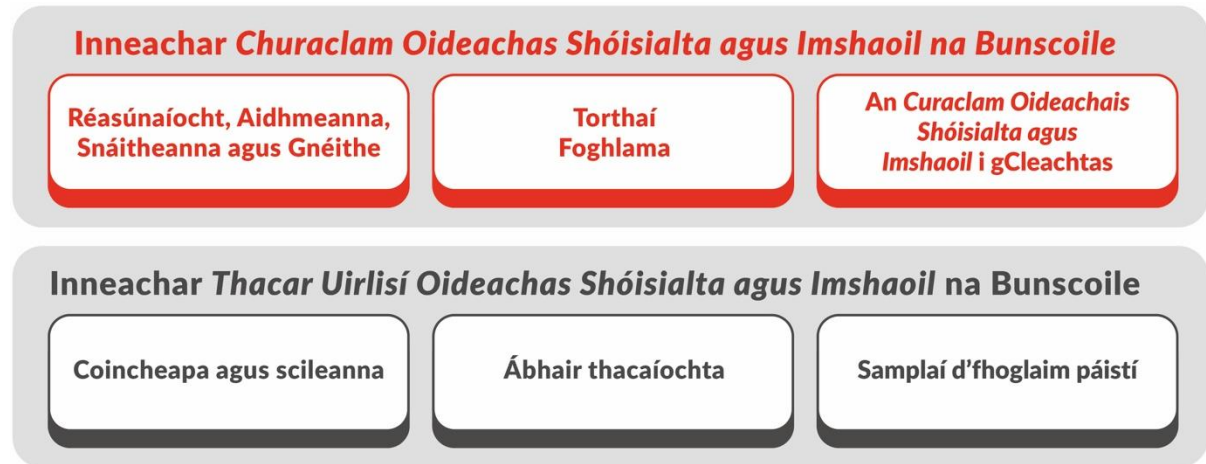 Inneachar Churaclam Oideachas Shóisialta agus Imshaoil na Bunscoile
Réasúnaíocht, Aidhmeanna,
Snáitheanna agus Gnéithe
Torthaí
Foghlama
An Curaclam Oideachais
Shóisialta agus
Imshaoil i gCleachtas
Inneachar Thacar Uirlisí Oideachas Shóisialta agus Imshaoil na Bunscoile
Coincheapa agus scileanna
Ábhair thacaíochta
Samplaí d’fhoglaim páistí